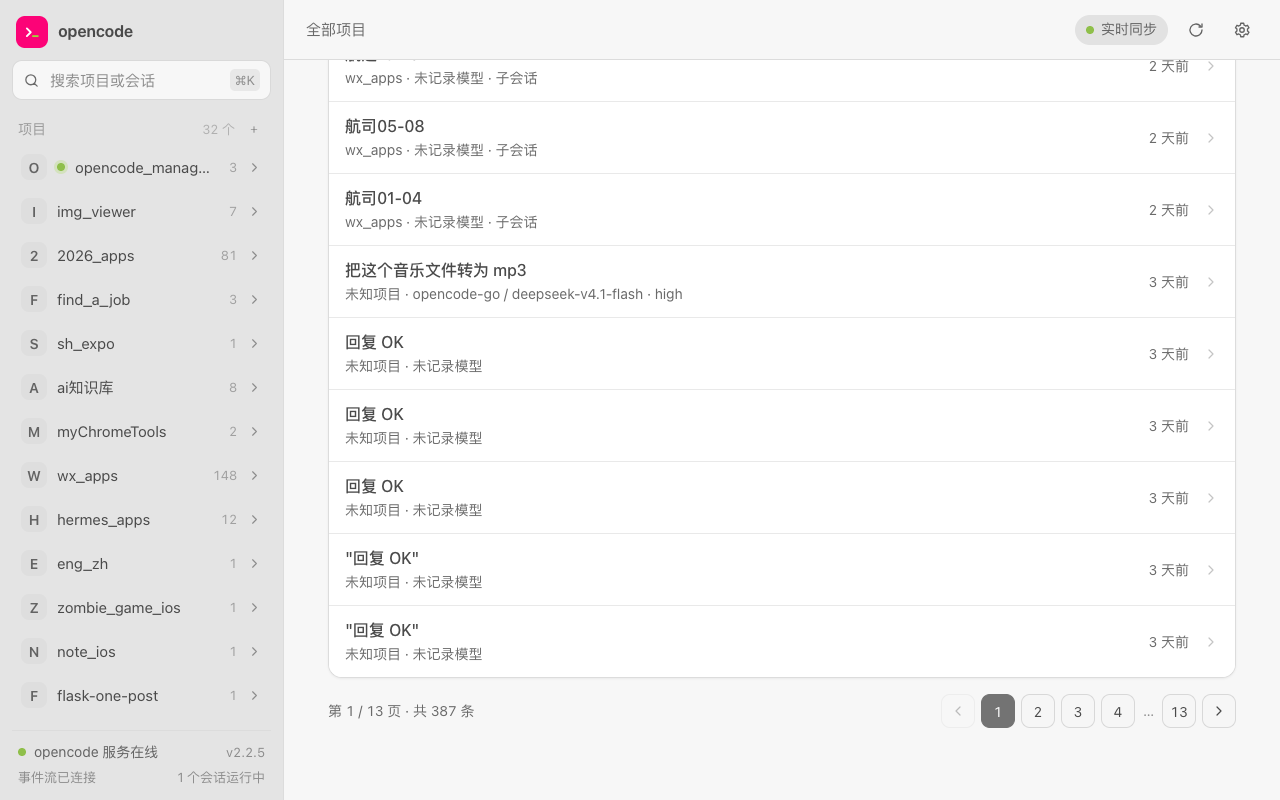 opencode
搜索项目或会话 ⌘K
项目 32 个 +
O opencode_manag... 3
I img_viewer 7
2 2026_apps 81
F find_a_job 3
S sh_expo 1
A ai知识库 8
M myChromeTools 2
W wx_apps 148
H hermes_apps 12
E eng_zh 1
Z zombie_game_ios 1
N note_ios 1
F flask-one-post 1
opencode 服务在线 v2.2.5
事件流已连接 1 个会话运行中
全部项目 实时同步
wx_apps · 未记录模型 · 子会话 2 天前
航司05-08
wx_apps · 未记录模型 · 子会话 2 天前
航司01-04
wx_apps · 未记录模型 · 子会话 2 天前
把这个音乐文件转为 mp3
未知项目 · opencode-go / deepseek-v4.1-flash · high 3 天前
回复 OK
未知项目 · 未记录模型 3 天前
回复 OK
未知项目 · 未记录模型 3 天前
回复 OK
未知项目 · 未记录模型 3 天前
"回复 OK"
未知项目 · 未记录模型 3 天前
"回复 OK"
未知项目 · 未记录模型 3 天前
第 1 / 13 页 · 共 387 条 1 2 3 4 ... 13